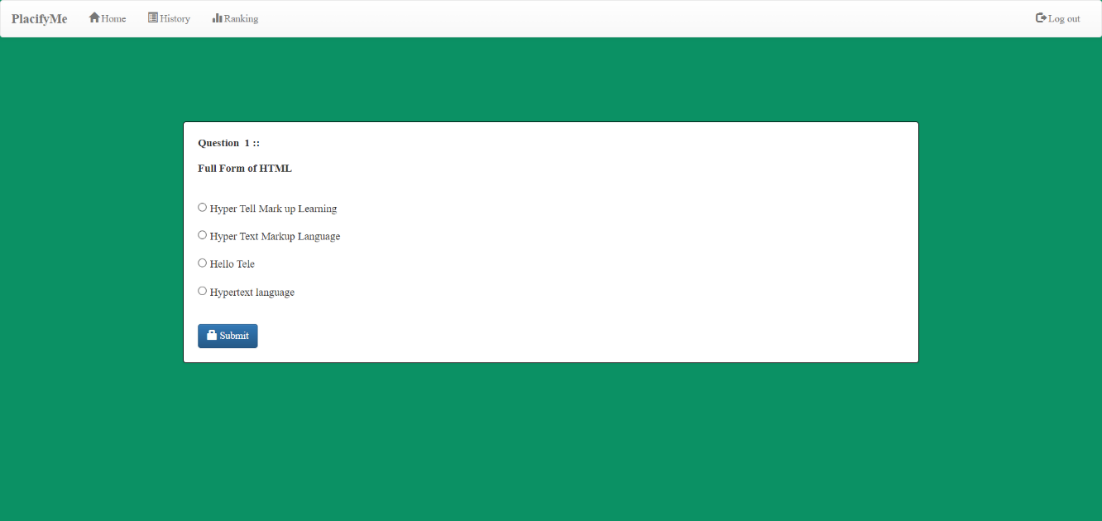 PlacifyMe Home History Ranking Log out
Question 1 ::
Full Form of HTML
Hyper Tell Mark up Learning
Hyper Text Markup Language
Hello Tele
Hypertext language
Submit